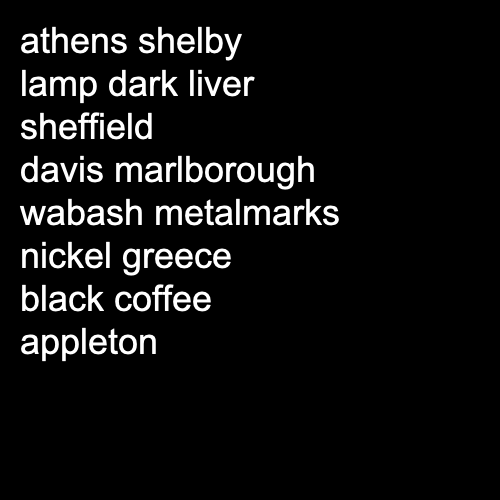 athens shelby
lamp dark liver
sheffield
davis marlborough
wabash metalmarks
nickel greece
black coffee
appleton